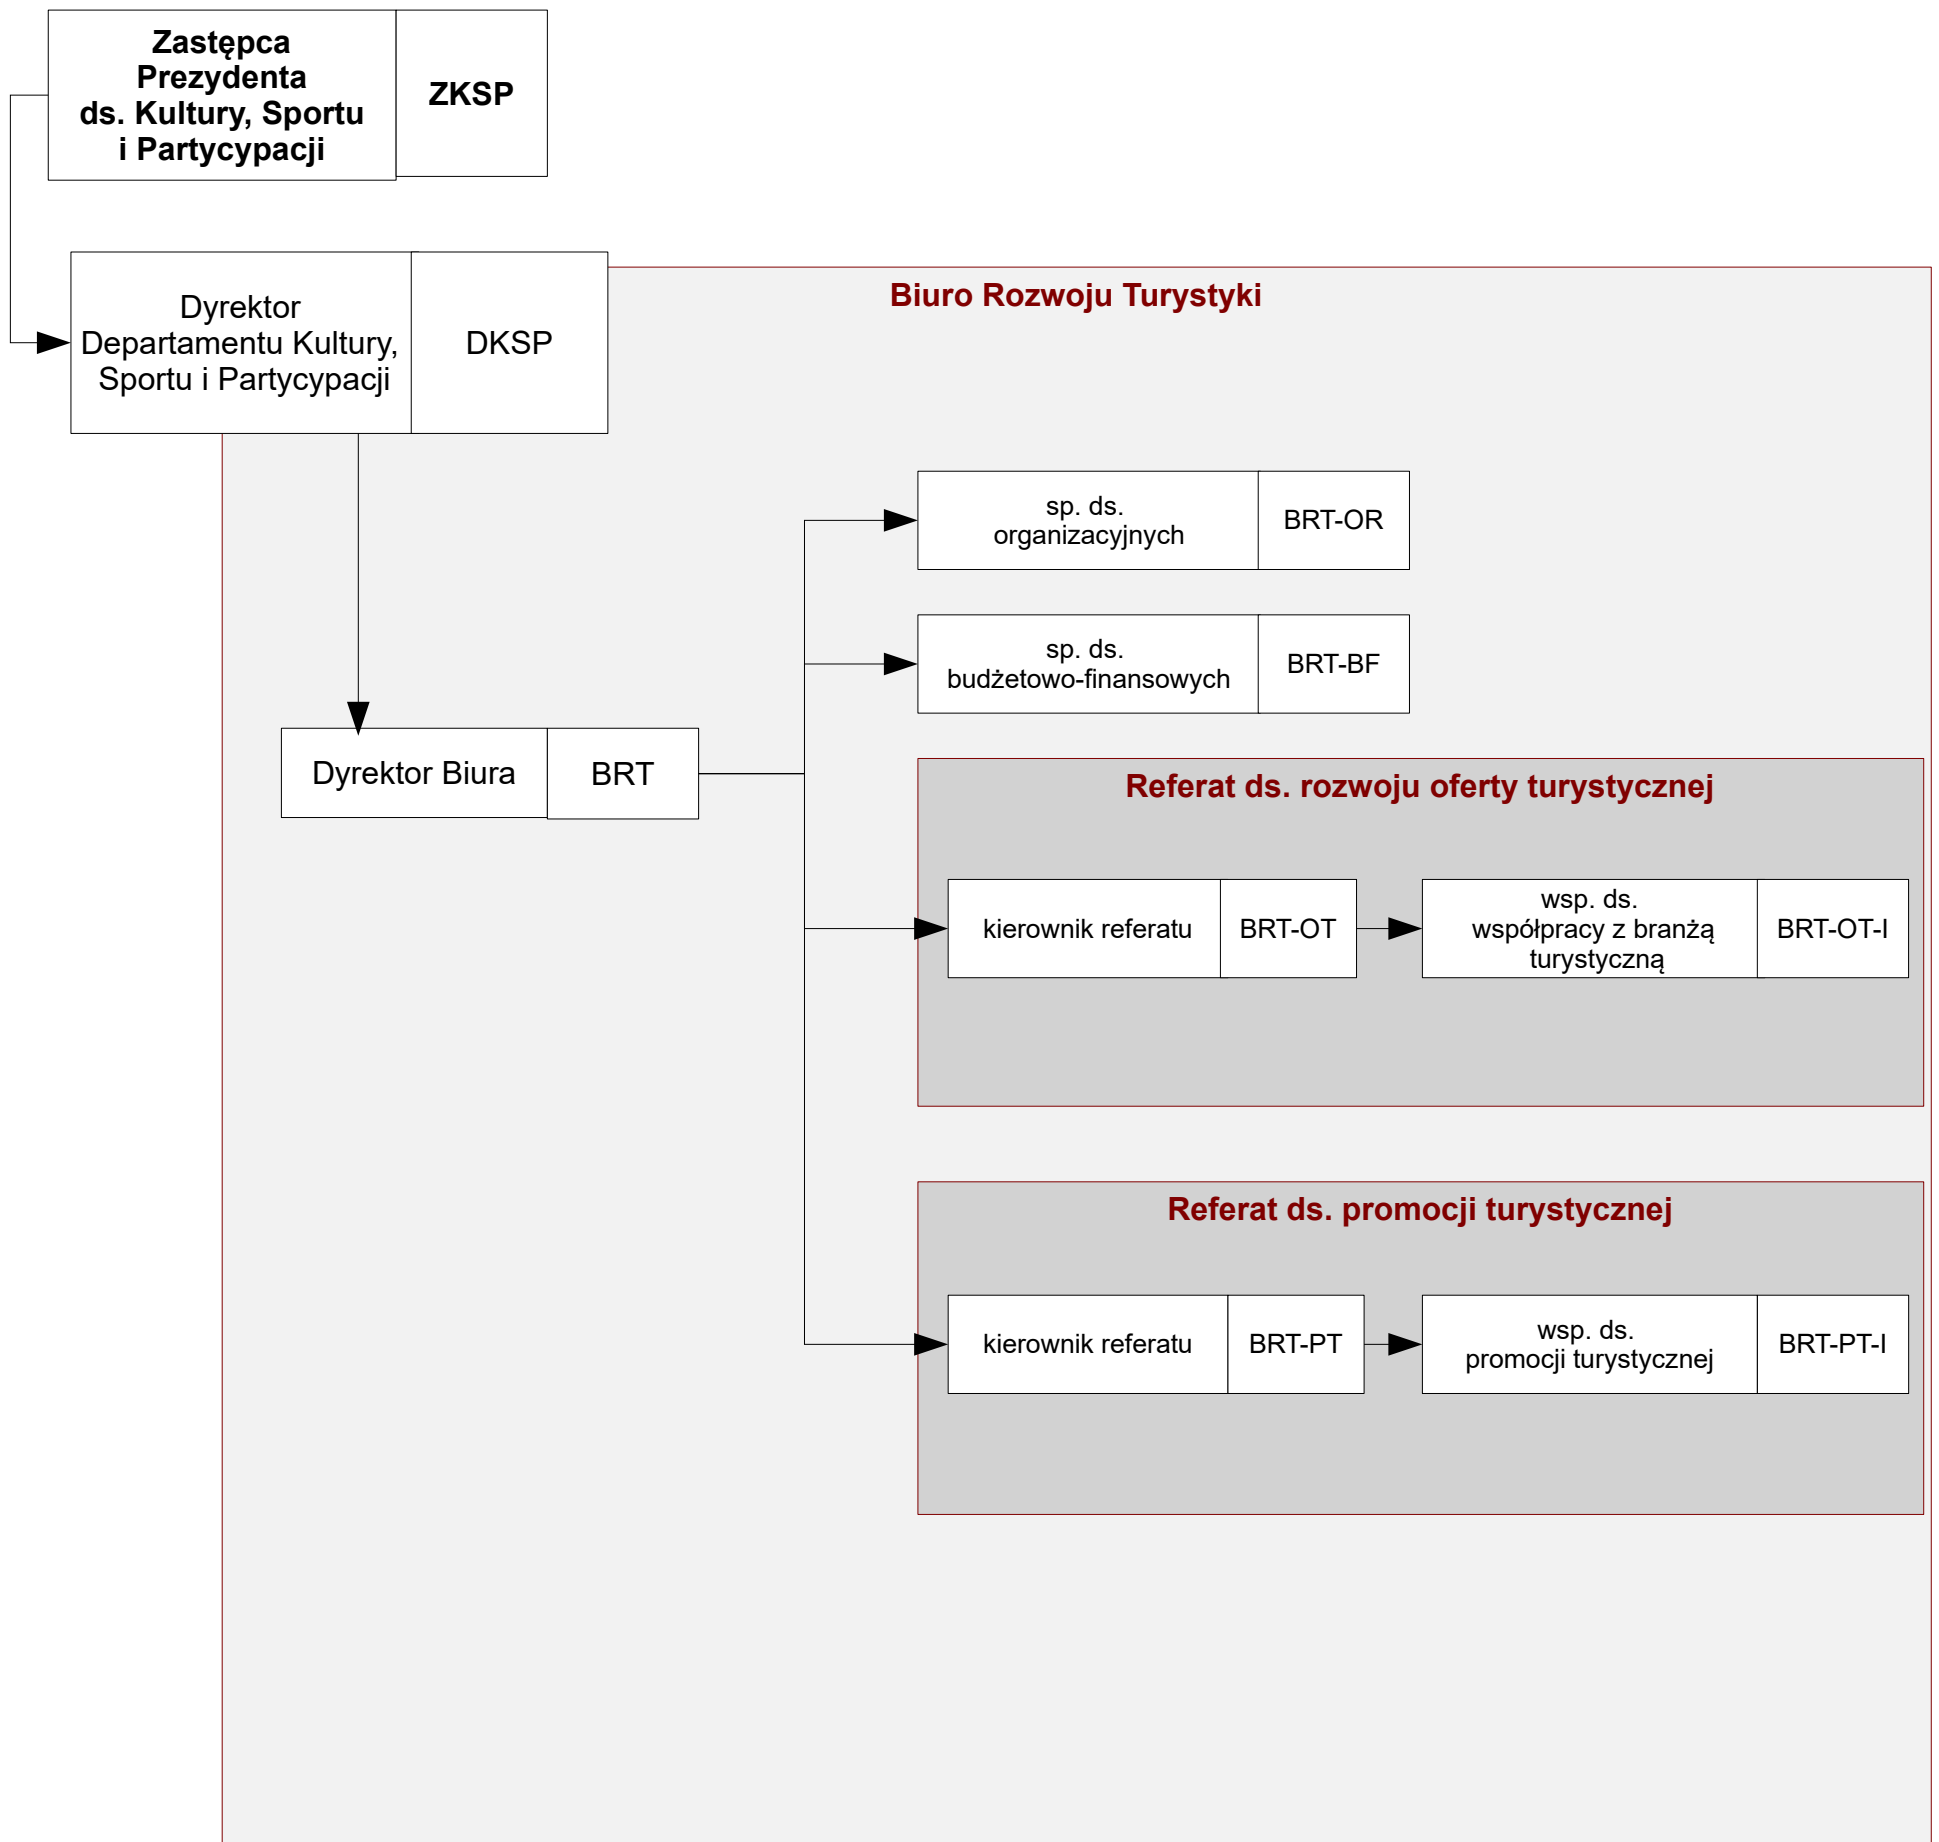 Zastępca
Prezydenta
ds. Kultury, Sportu
i Partycypacji
ZKSP
Dyrektor
Departamentu Kultury,
Sportu i Partycypacji
DKSP
Biuro Rozwoju Turystyki
sp. ds.
organizacyjnych
BRT-OR
sp. ds.
budżetowo-finansowych
BRT-BF
Dyrektor Biura
BRT
Referat ds. rozwoju oferty turystycznej
kierownik referatu
BRT-OT
wsp. ds.
współpracy z branżą
turystyczną
BRT-OT-I
Referat ds. promocji turystycznej
kierownik referatu
BRT-PT
wsp. ds.
promocji turystycznej
BRT-PT-I